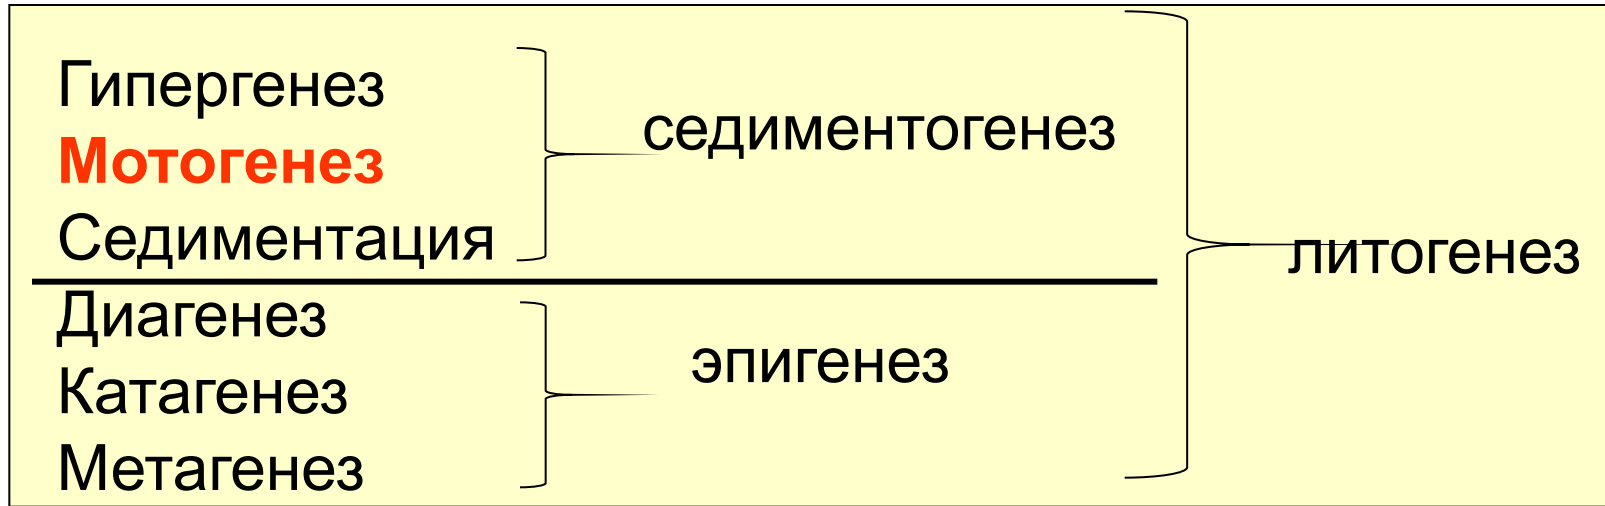 Гипергенез
Мотогенез
Седиментация
седиментогенез
Диагенез
Катагенез
Метагенез
эпигенез
литогенез